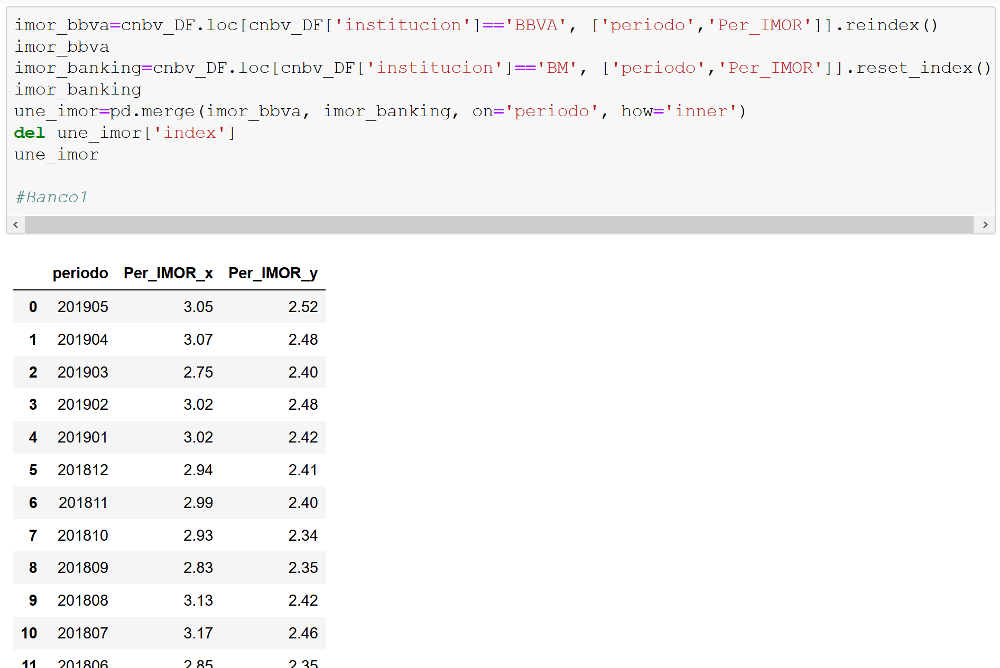 imor_bbva=cnbv_DF.loc[cnbv_DF['institucion']=='BBVA', ['periodo','Per_IMOR']].reindex()
imor_bbva
imor_banking=cnbv_DF.loc[cnbv_DF['institucion']=='BM', ['periodo','Per_IMOR']].reset_index()
imor_banking
une_imor=pd.merge(imor_bbva, imor_banking, on='periodo', how='inner')
del une_imor['index']
une_imor
#Banco1
periodo Per_IMOR_x Per_IMOR_y
0 201905 3.05 2.52
1 201904 3.07 2.48
2 201903 2.75 2.40
3 201902 3.02 2.48
4 201901 3.02 2.42
5 201812 2.94 2.41
6 201811 2.99 2.40
7 201810 2.93 2.34
8 201809 2.83 2.35
9 201808 3.13 2.42
10 201807 3.17 2.46
11 201806 2.85 2.35